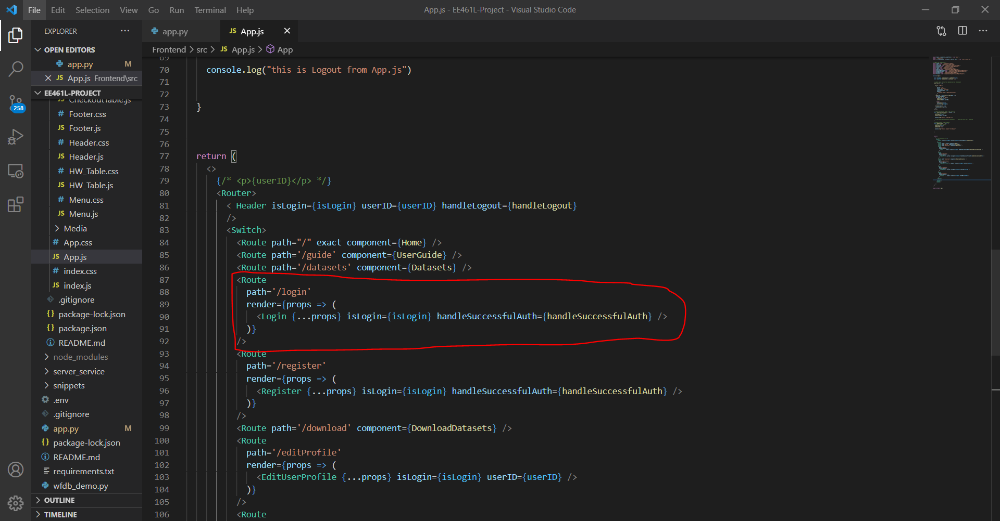 File Edit Selection View Go Run Terminal Help
App.js - EE461L-Project - Visual Studio Code
EXPLORER
OPEN EDITORS
app.py M
App.js Frontend\src
EE461L-PROJECT
CheckoutTable.js
# Footer.css
JS Footer.js
# Header.css
JS Header.js
# HW_Table.css
JS HW_Table.js
# Menu.css
JS Menu.js
Media
# App.css
JS App.js
# index.css
JS index.js
.gitignore
{} package-lock.json
{} package.json
README.md
node_modules
server_service
snippets
.env
.gitignore
app.py M
{} package-lock.json
README.md
requirements.txt
wfdb_demo.py
OUTLINE
TIMELINE
258
app.py
JS App.js
Frontend > src > JS App.js > App
69
70 console.log("this is Logout from App.js")
71
72
73 }
74
75
76
77 return (
78 <>
79 {/* <p>{userID}</p> */}
80 <Router>
81 < Header isLogin={isLogin} userID={userID} handleLogout={handleLogout}
82 />
83 <Switch>
84 <Route path="/" exact component={Home} />
85 <Route path='/guide' component={UserGuide} />
86 <Route path='/datasets' component={Datasets} />
87 <Route
88 path='/login'
89 render={props => (
90 <Login {...props} isLogin={isLogin} handleSuccessfulAuth={handleSuccessfulAuth} />
91 )}
92 />
93 <Route
94 path='/register'
95 render={props => (
96 <Register {...props} isLogin={isLogin} handleSuccessfulAuth={handleSuccessfulAuth} />
97 )}
98 />
99 <Route path='/download' component={DownloadDatasets} />
100 <Route
101 path='/editProfile'
102 render={props => (
103 <EditUserProfile {...props} isLogin={isLogin} userID={userID} />
104 )}
105 />
106 <Route